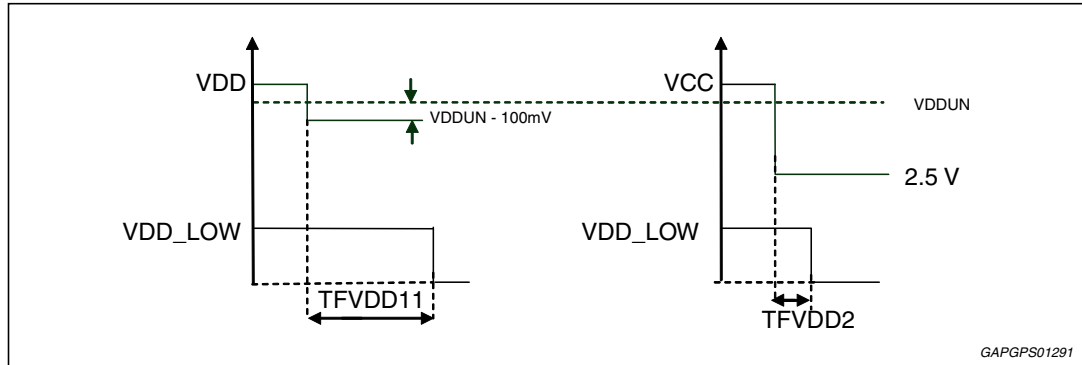 VDD
VDDUN - 100mV
VDD_LOW
TFVDD11
VCC
VDDUN
2.5 V
VDD_LOW
TFVDD2
GAPGPS01291